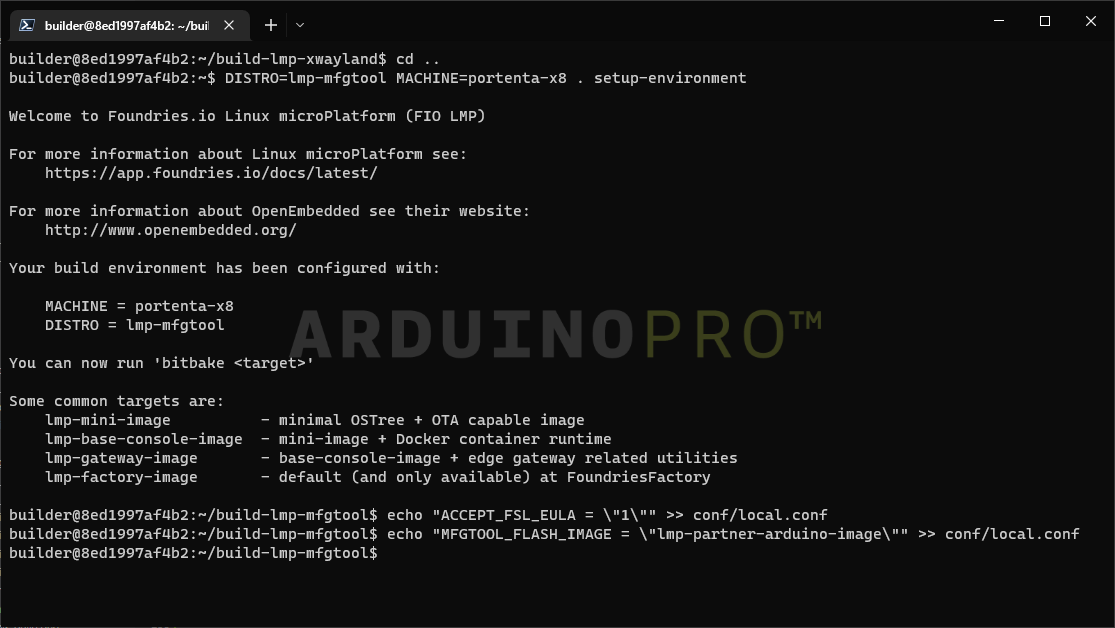 builder@8ed1997af4b2: ~/buil
builder@8ed1997af4b2:~/build-lmp-xwayland$ cd ..
builder@8ed1997af4b2:~$ DISTRO=lmp-mfgtool MACHINE=portenta-x8 . setup-environment
Welcome to Foundries.io Linux microPlatform (FIO LMP)
For more information about Linux microPlatform see:
https://app.foundries.io/docs/latest/
For more information about OpenEmbedded see their website:
http://www.openembedded.org/
Your build environment has been configured with:
MACHINE = portenta-x8
DISTRO = lmp-mfgtool
ARDUINOPRO™
You can now run 'bitbake <target>'
Some common targets are:
lmp-mini-image - minimal OSTree + OTA capable image
lmp-base-console-image - mini-image + Docker container runtime
lmp-gateway-image - base-console-image + edge gateway related utilities
lmp-factory-image - default (and only available) at FoundriesFactory
builder@8ed1997af4b2:~/build-lmp-mfgtool$ echo "ACCEPT_FSL_EULA = \"1\"" >> conf/local.conf
builder@8ed1997af4b2:~/build-lmp-mfgtool$ echo "MFGTOOL_FLASH_IMAGE = \"lmp-partner-arduino-image\"" >> conf/local.conf
builder@8ed1997af4b2:~/build-lmp-mfgtool$